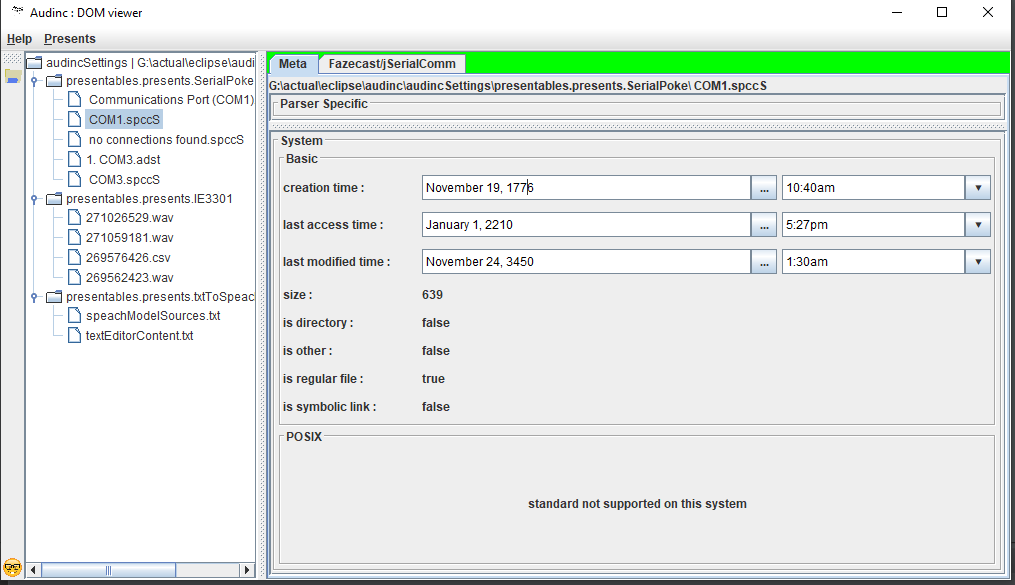 Audinc : DOM viewer
Help Presents
audincSettings | G:\actual\eclipse\audi
presentables.presents.SerialPoke
Communications Port (COM1)
COM1.spccS
no connections found.spccS
1. COM3.adst
COM3.spccS
presentables.presents.IE3301
271026529.wav
271059181.wav
269576426.csv
269562423.wav
presentables.presents.txtToSpeac
speachModelSources.txt
textEditorContent.txt
Meta Fazecast/jSerialComm
G:\actual\eclipse\audinc\audincSettings\presentables.presents.SerialPoke\ COM1.spccS
Parser Specific
System
Basic
creation time : November 19, 1776 ... 10:40am
last access time : January 1, 2210 ... 5:27pm
last modified time : November 24, 3450 ... 1:30am
size : 639
is directory : false
is other : false
is regular file : true
is symbolic link : false
POSIX
standard not supported on this system